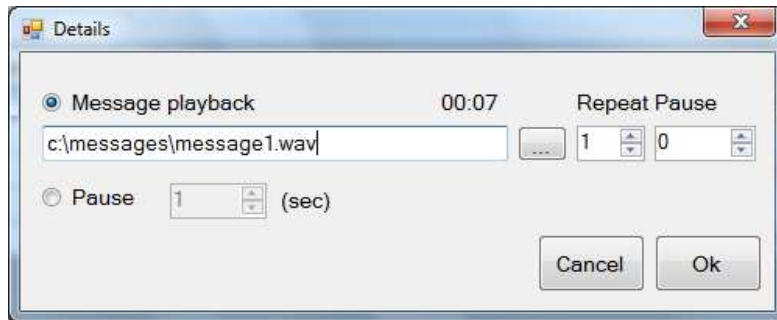 Details
Message playback 00:07 Repeat Pause
c:\messages\message1.wav ... 1 0
Pause 1 (sec)
Cancel Ok